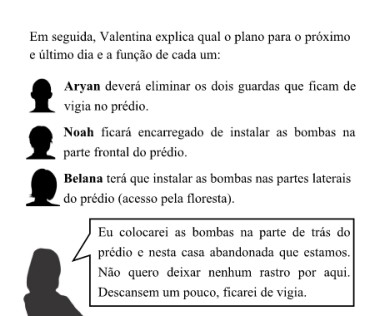 Em seguida, Valentina explica qual o plano para o próximo
e último dia e a função de cada um:
Aryan deverá eliminar os dois guardas que ficam de
vigia no prédio.
Noah ficará encarregado de instalar as bombas na
parte frontal do prédio.
Belana terá que instalar as bombas nas partes laterais
do prédio (acesso pela floresta).
Eu colocarei as bombas na parte de trás do
prédio e nesta casa abandonada que estamos.
Não quero deixar nenhum rastro por aqui.
Descansem um pouco, ficarei de vigia.